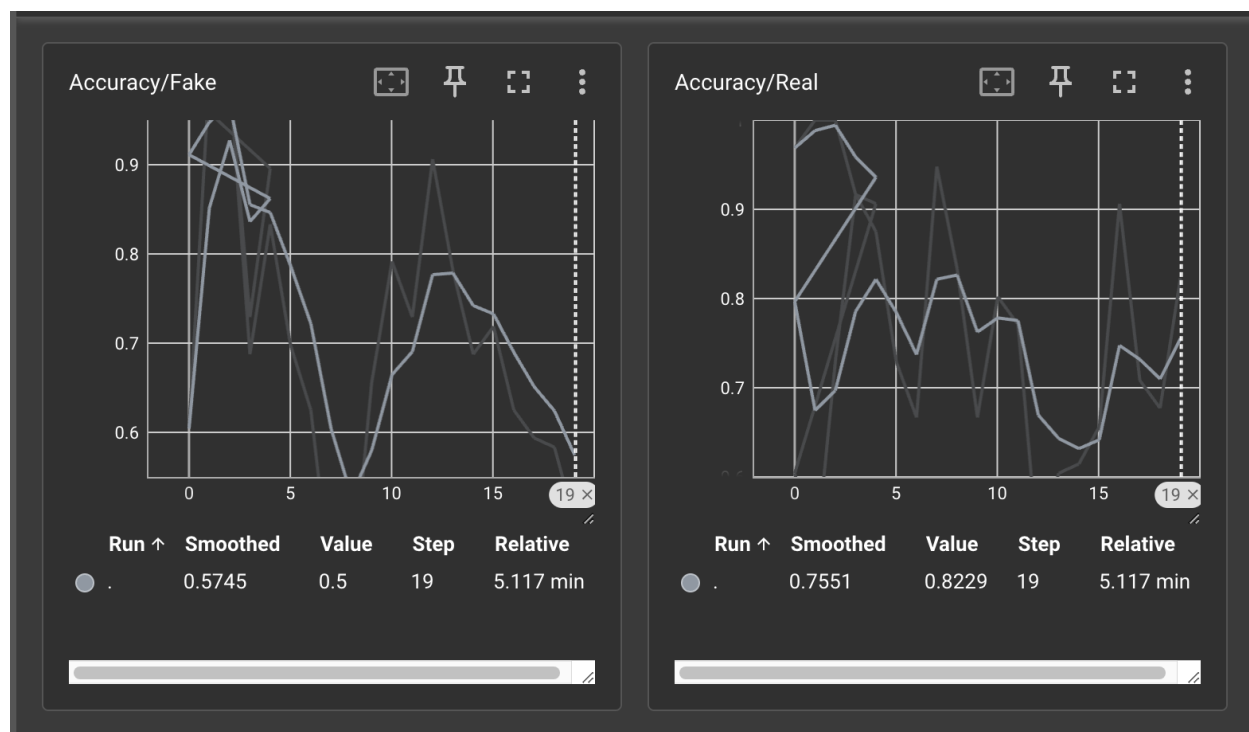 Accuracy/Fake
0.9
0.8
0.7
0.6
0 5 10 15 19 ×
Run ↑ Smoothed Value Step Relative
. 0.5745 0.5 19 5.117 min
Accuracy/Real
0.9
0.8
0.7
0 5 10 15 19 ×
Run ↑ Smoothed Value Step Relative
. 0.7551 0.8229 19 5.117 min